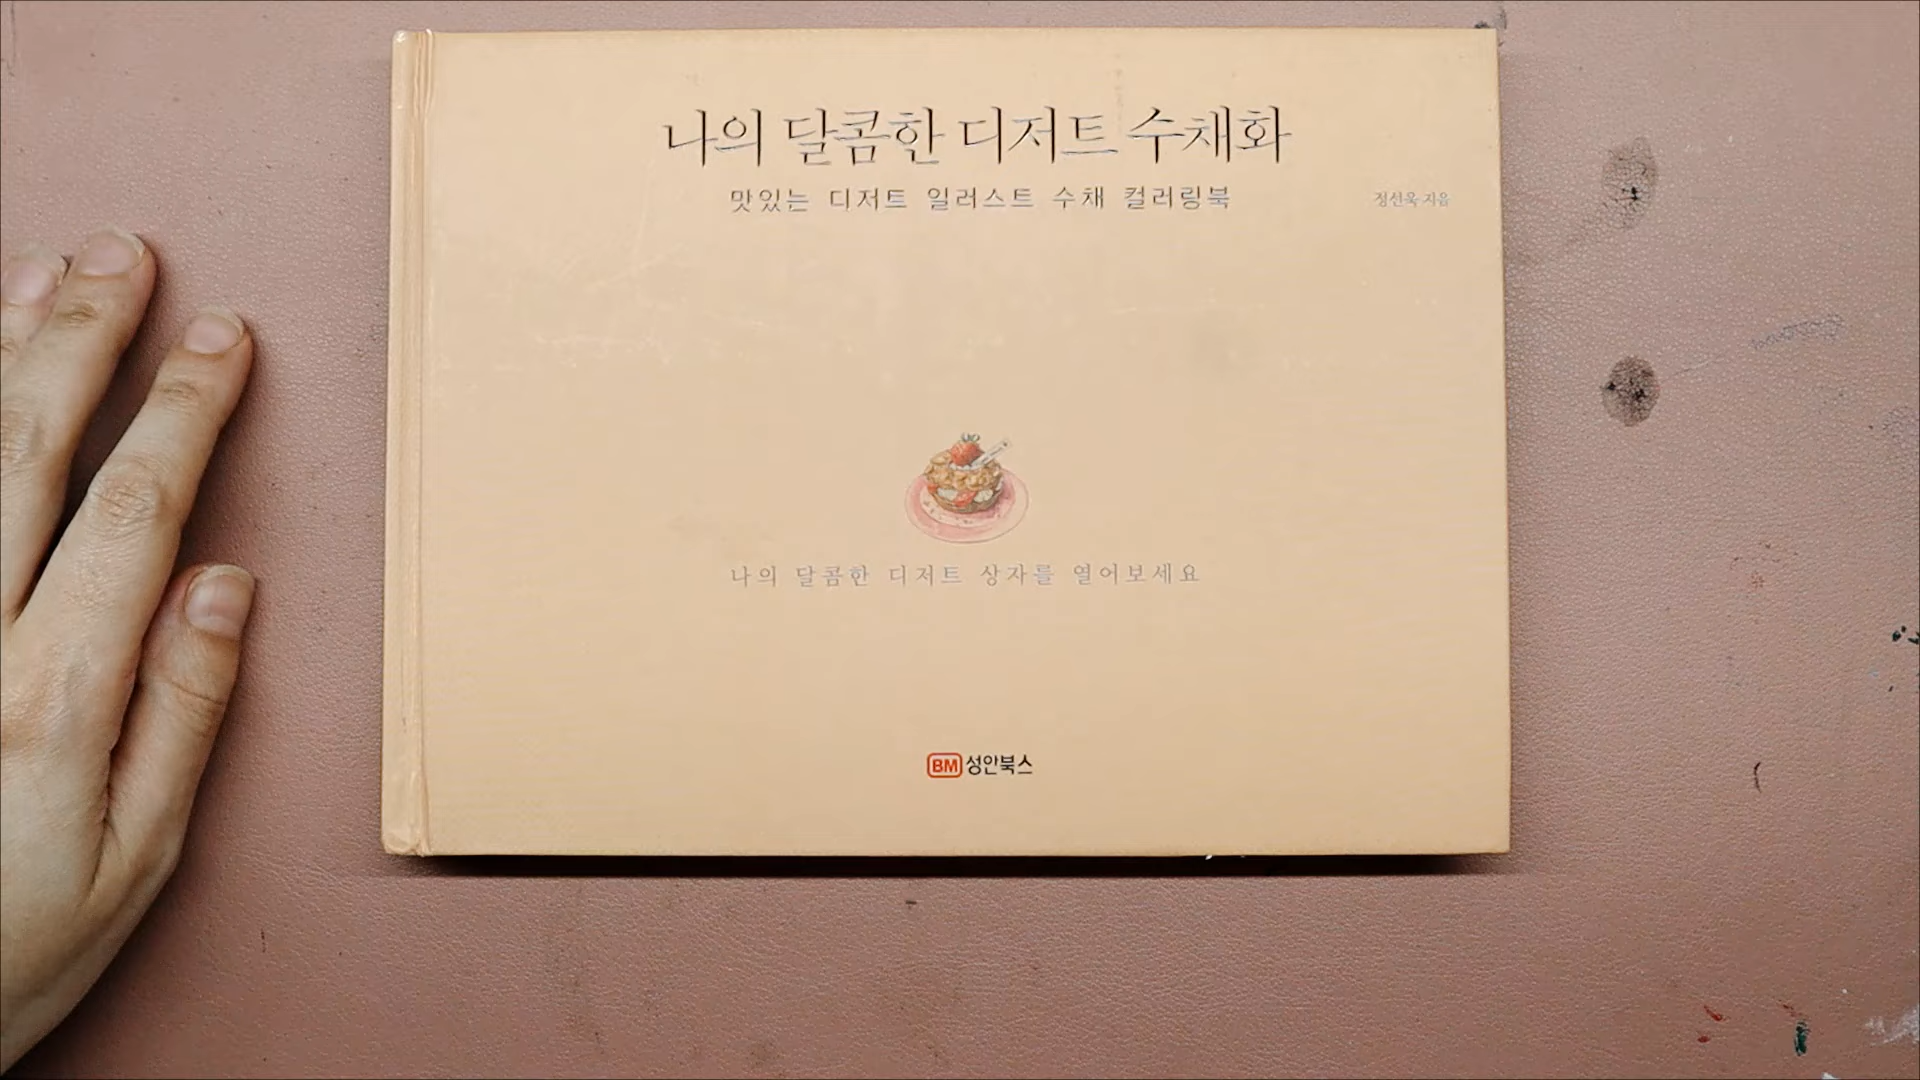 나의 달콤한 디저트 수채화
맛있는 디저트 일러스트 수채 컬러링북
정선욱 지음
나의 달콤한 디저트 상자를 열어보세요
BM 성안북스